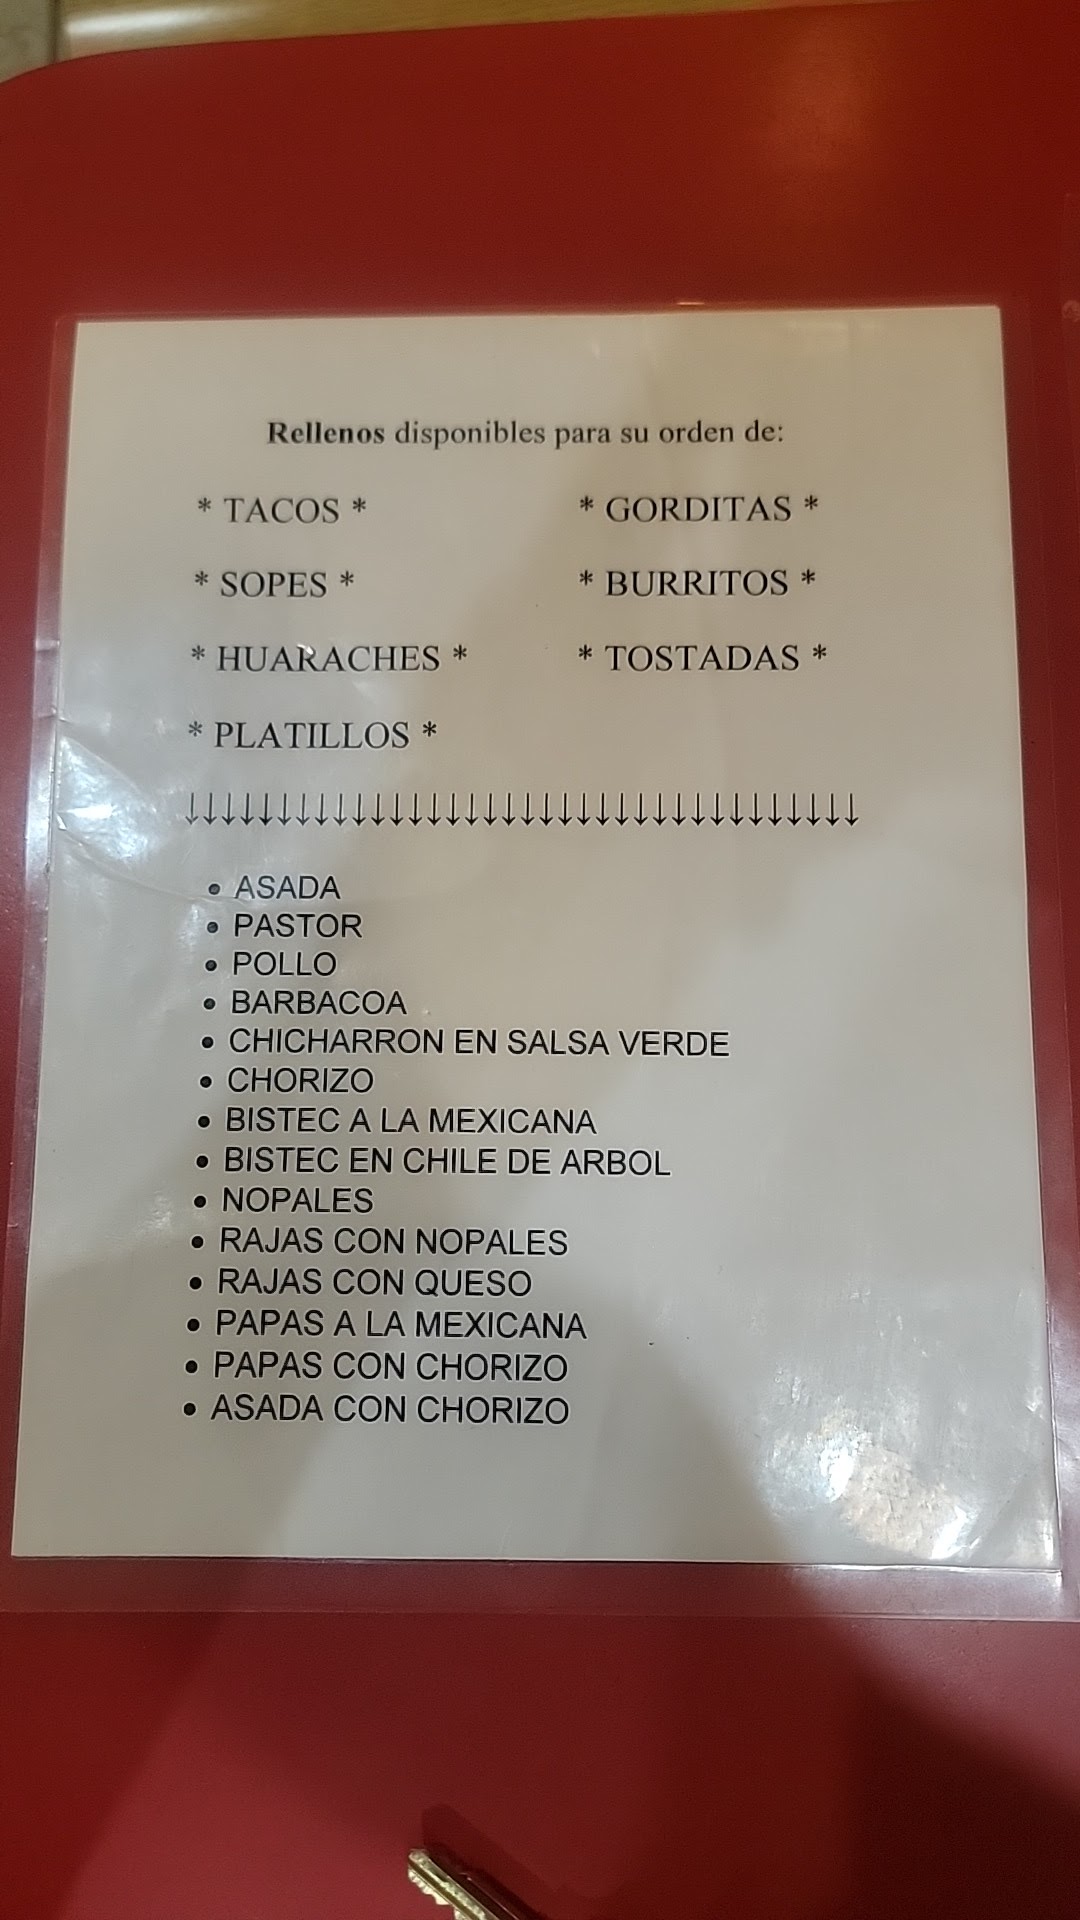 Rellenos disponibles para su orden de:
* TACOS * * GORDITAS *
* SOPES * * BURRITOS *
* HUARACHES * * TOSTADAS *
* PLATILLOS *
↓↓↓↓↓↓↓↓↓↓↓↓↓↓↓↓↓↓↓↓↓↓↓↓↓↓↓↓↓↓↓↓↓↓↓↓
• ASADA
• PASTOR
• POLLO
• BARBACOA
• CHICHARRON EN SALSA VERDE
• CHORIZO
• BISTEC A LA MEXICANA
• BISTEC EN CHILE DE ARBOL
• NOPALES
• RAJAS CON NOPALES
• RAJAS CON QUESO
• PAPAS A LA MEXICANA
• PAPAS CON CHORIZO
• ASADA CON CHORIZO